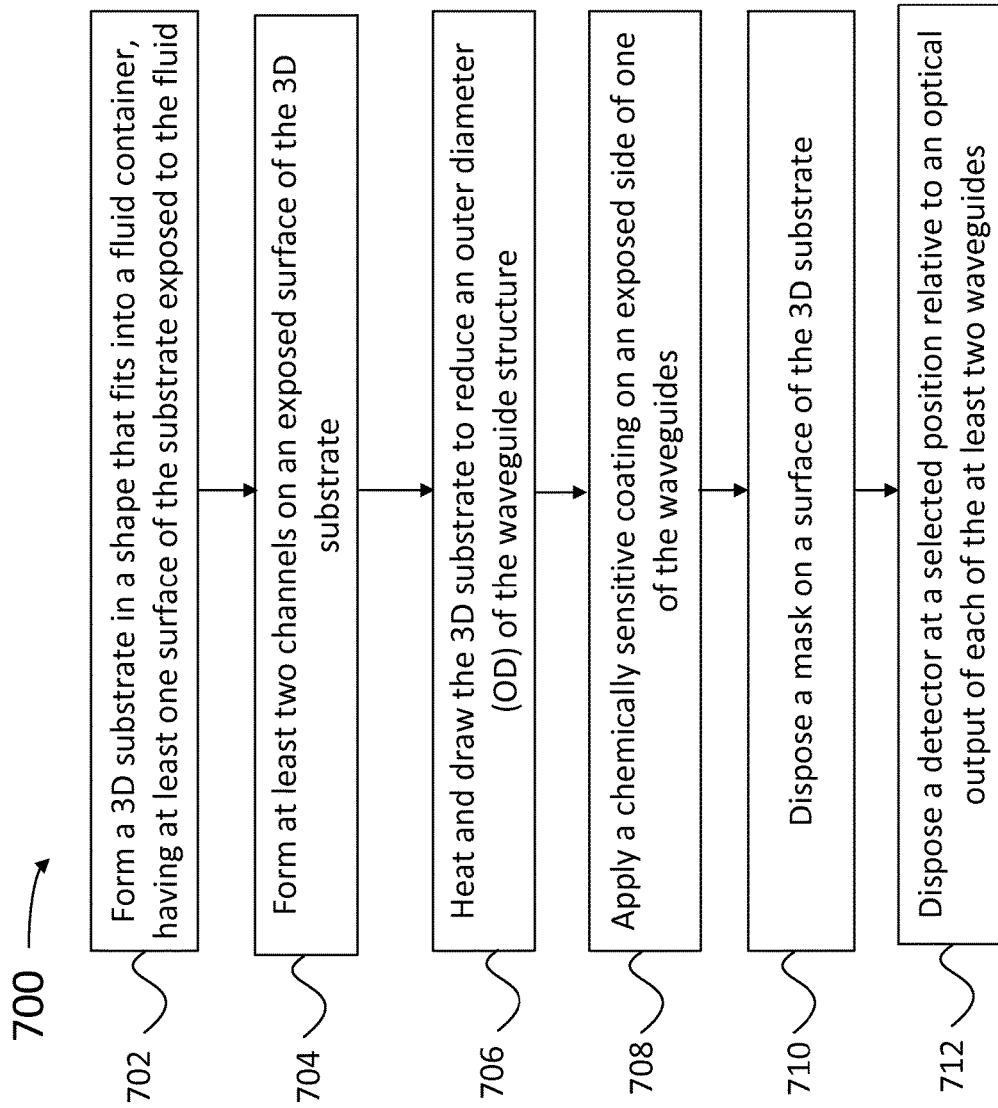 700
702
Form a 3D substrate in a shape that fits into a fluid container,
having at least one surface of the substrate exposed to the fluid
704
Form at least two channels on an exposed surface of the 3D
substrate
706
Heat and draw the 3D substrate to reduce an outer diameter
(OD) of the waveguide structure
708
Apply a chemically sensitive coating on an exposed side of one
of the waveguides
710
Dispose a mask on a surface of the 3D substrate
712
Dispose a detector at a selected position relative to an optical
output of each of the at least two waveguides